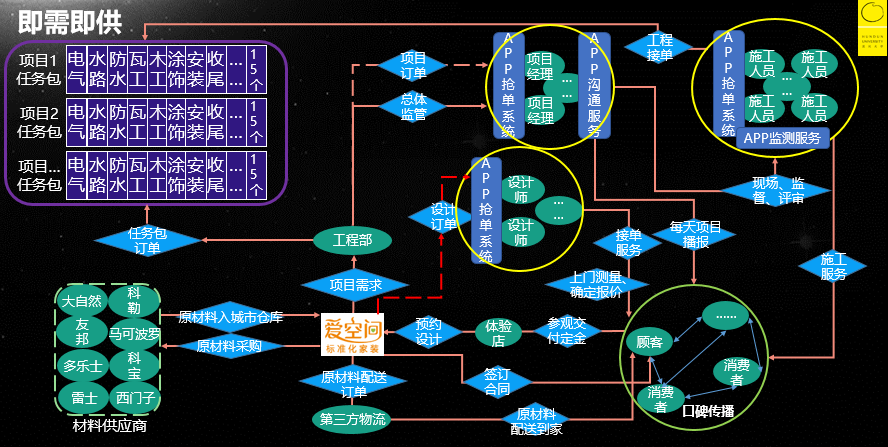 即需即供
项目1
任务包
电 水 防 瓦 木 涂 安 收 ... 1
气 路 水 工 工 饰 装 尾 ... 5
个
项目2
任务包
电 水 防 瓦 木 涂 安 收 ... 1
气 路 水 工 工 饰 装 尾 ... 5
个
项目...
任务包
电 水 防 瓦 木 涂 安 收 ... 1
气 路 水 工 工 饰 装 尾 ... 5
个
项目
订单
总体
监管
APP抢单系统
项目
经理
... ...
项目
经理
APP沟通服务
工程
接单
APP抢单系统
施工
人员
施工
人员
... ...
施工
人员
施工
人员
APP监测服务
APP抢单系统
设计
师
... ...
设计
师
设计
订单
现场、监
督、评审
任务包
订单
工程部
接单
服务
每天项目
播报
施工
服务
项目需求
上门测量、
确定报价
大自然
科
勒
友
邦
马可波罗
多乐士
科
宝
雷士
西门子
材料供应商
原材料入城市仓库
原材料采购
爱空间
标准化家装
预约
设计
体验
店
参观交
付定金
顾客
......
消费
者
消费
者
口碑传播
原材料配送
订单
签订
合同
第三方物流
原材料
配送到家